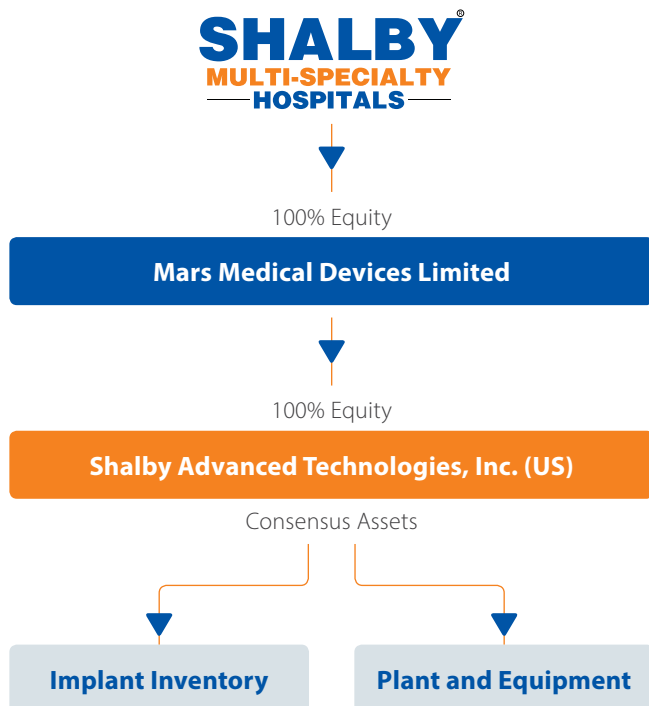 SHALBY®
MULTI-SPECIALTY
HOSPITALS
100% Equity
Mars Medical Devices Limited
100% Equity
Shalby Advanced Technologies, Inc. (US)
Consensus Assets
Implant Inventory
Plant and Equipment